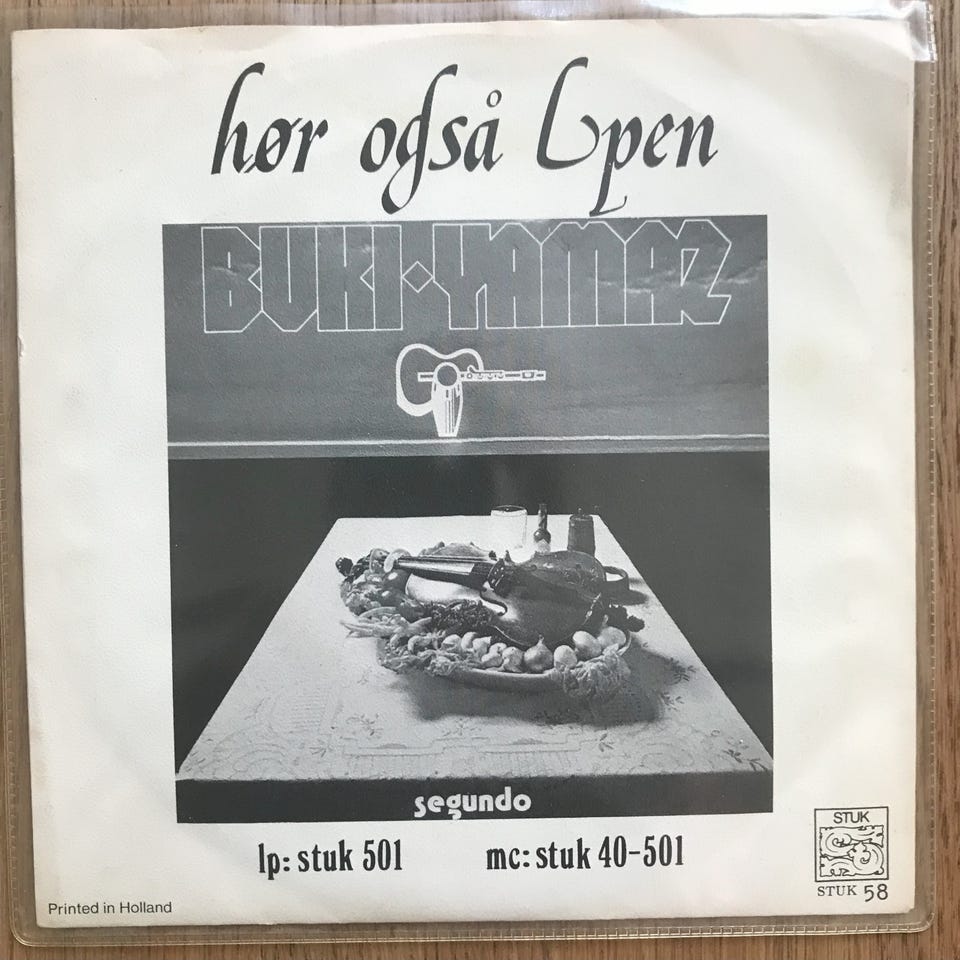 hør også Lpen
BUKI·YAMAZ
segundo
lp: stuk 501
mc: stuk 40-501
STUK
STUK 58
Printed in Holland